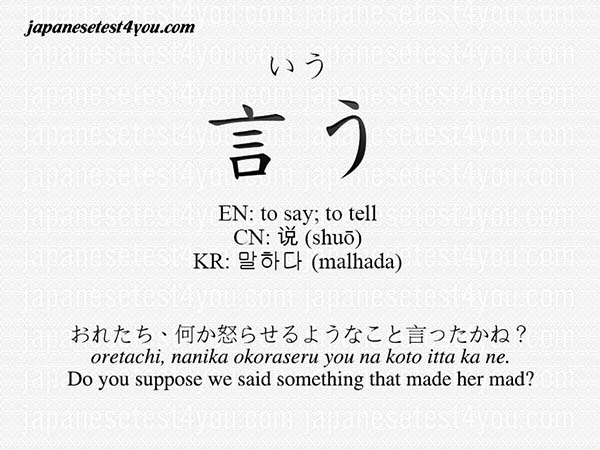 japanesetest4you.com
いう
言う
EN: to say; to tell
CN: 说 (shuō)
KR: 말하다 (malhada)
おれたち、何か怒らせるようなこと言ったかね？
oretachi, nanika okoraseru you na koto itta ka ne.
Do you suppose we said something that made her mad?